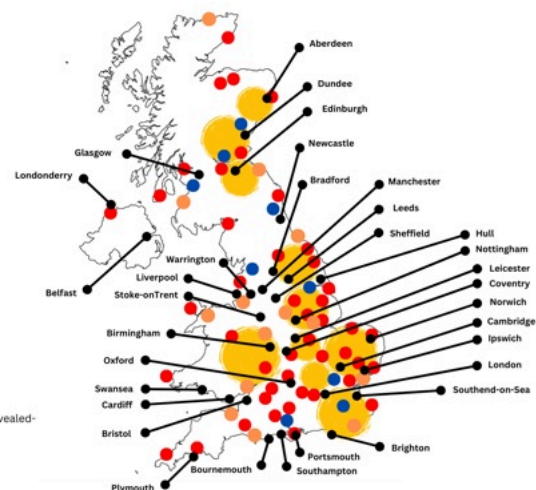 Aberdeen
Dundee
Edinburgh
Glasgow
Newcastle
Londonderry
Bradford
Manchester
Leeds
Sheffield
Hull
Nottingham
Warrington
Leicester
Liverpool
Coventry
Belfast
Stoke-onTrent
Norwich
Cambridge
Birmingham
Ipswich
Oxford
London
Swansea
Southend-on-Sea
Cardiff
vealed-
Bristol
Brighton
Portsmouth
Bournemouth
Southampton
Plymouth